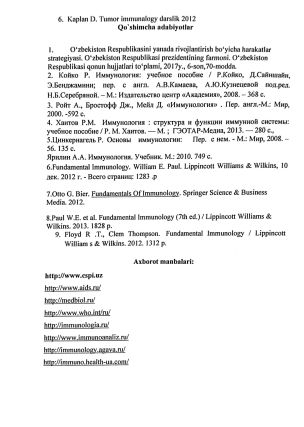 6. Kaplan D. Tumor immunalogy darslik 2012
Qo'shimcha adabiyotlar
1. O'zbekiston Respublikasini yanada rivojlantirish bo'yicha harakatlar
strategiyasi. O'zbekiston Respublikasi prezidentining farmoni. O'zbekiston
Respublikasi qonun hujjatari to'plami, 2017y., 6-son,70-modda.
2. Койко Р. Иммунология: учебное пособие / Р.Койко, Д.Сайншайн,
Э.Бенджамини; пер. с англ. А.В.Камаева, А.Ю.Кузнецовой под.ред.
Н.Б.Серебряной. – М.: Издательство центр «Академия», 2008. – 368 с.
3. Ройт А., Бростофф Дж., Мейл Д. «Иммунология» . Пер. англ.-М.: Мир,
2000. -592 с.
4. Хаитов Р.М. Иммунология : структура и функции иммунной системы:
учебное пособие / Р. М. Хаитов. — М. ; ГЭОТАР-Медиа, 2013. — 280 с.,
5.Цинкернагель Р. Основы иммунологии: Пер. с нем. - М.: Мир, 2008. –
56. 135 с.
Ярилин А.А. Иммунология. Учебник. М.: 2010. 749 с.
6. Fundamental Immunology. William E. Paul. Lippincott Williams & Wilkins, 10
дек. 2012 г. - Всего страниц: 1283 .p
7.Otto G. Bier. Fundamentals Of Immunology. Springer Science & Business
Media. 2012.
8.Paul W.E. et al. Fundamental Immunology (7th ed.) / Lippincott Williams &
Wilkins. 2013. 1828 p.
9. Floyd R .T., Clem Thompson. Fundamental Immunology / Lippincott
William s & Wilkins. 2012. 1312 p.
Axborot manbalari:
http://www.cspi.uz
http://www.aids.ru/
http://medbiol.ru/
http://www.who.int/ru/
http://immunologia.ru/
http://www.immunoanaliz.ru/
http://immunology.agava.ru/
http://immuno.health-ua.com/